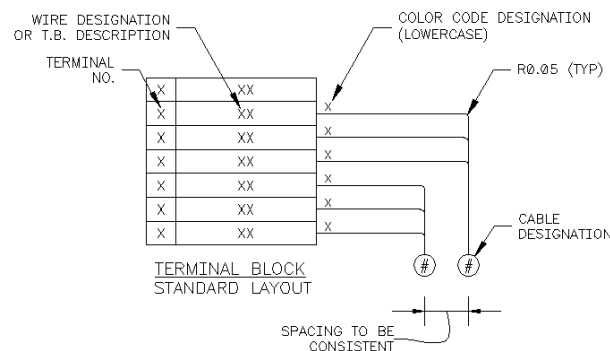 WIRE DESIGNATION
OR T.B. DESCRIPTION
COLOR CODE DESIGNATION
(LOWERCASE)
TERMINAL
NO.
R0.05 (TYP)
X XX
X XX X
X XX X
X XX X
X XX X
X XX X
X XX X
CABLE
DESIGNATION
# #
TERMINAL BLOCK
STANDARD LAYOUT
SPACING TO BE
CONSISTENT